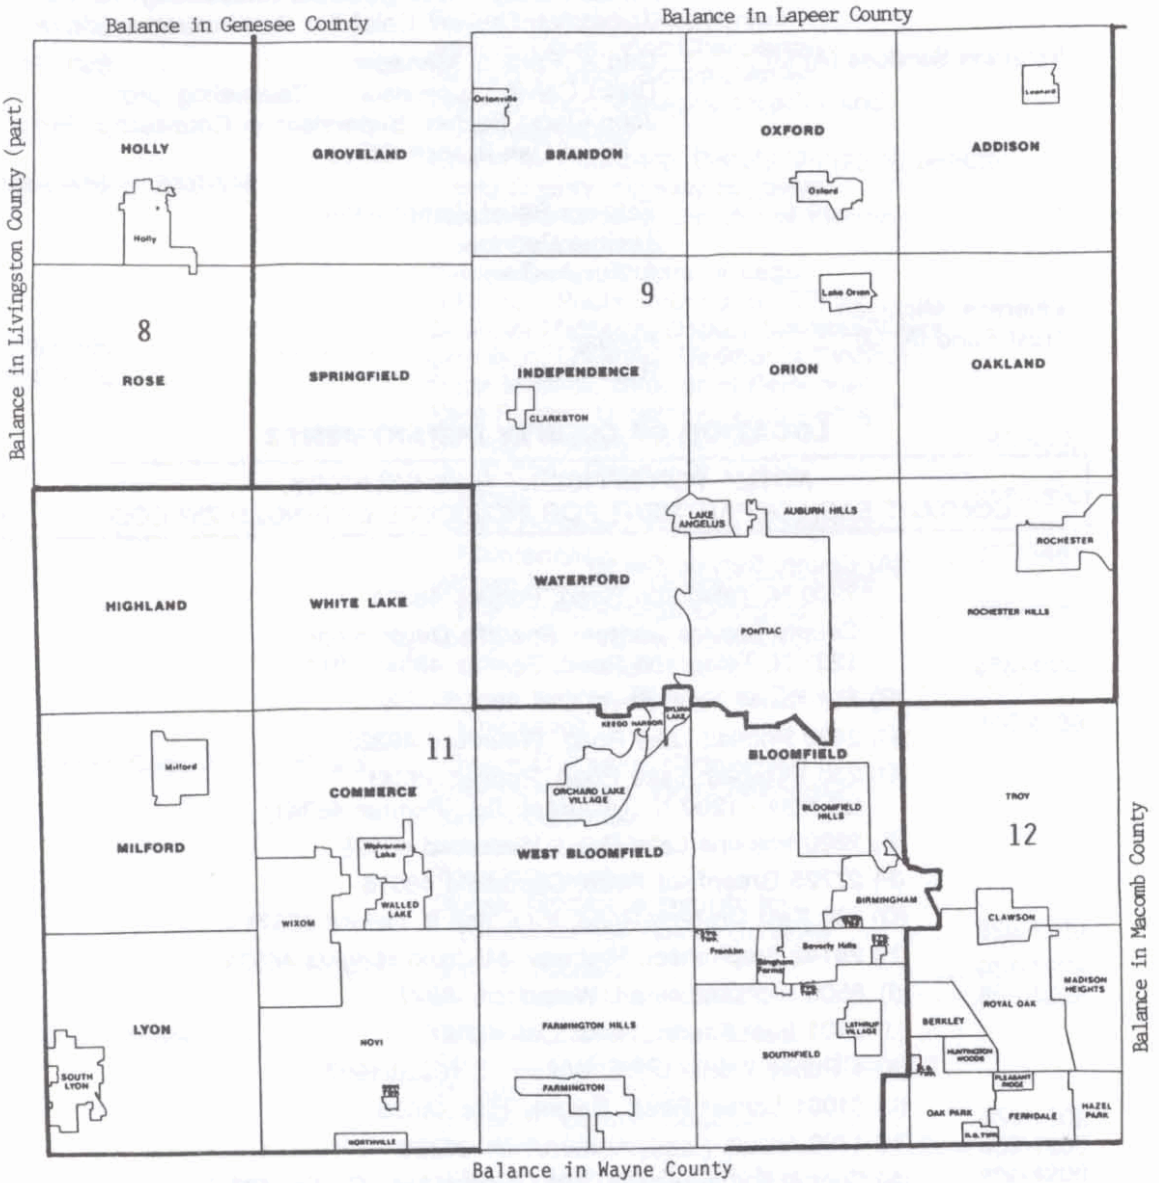 Balance in Genesee County
Balance in Lapeer County
Balance in Livingston County (part)
Ortonville
Leonard
HOLLY
GROVELAND
BRANDON
OXFORD
ADDISON
Oxford
Holly
8
9
Lake Orion
ROSE
SPRINGFIELD
INDEPENDENCE
ORION
OAKLAND
CLARKSTON
LAKE
ANGELUS
AUBURN HILLS
ROCHESTER
HIGHLAND
WHITE LAKE
WATERFORD
PONTIAC
ROCHESTER HILLS
KEEGO HARBOR
SYLVAN
LAKE
11
BLOOMFIELD
Milford
COMMERCE
ORCHARD LAKE
VILLAGE
BLOOMFIELD
HILLS
TROY
12
Balance in Macomb County
MILFORD
Wolverine
Lake
WEST BLOOMFIELD
WALLED
LAKE
WIXOM
BIRMINGHAM
CLAWSON
Franklin
Beverly Hills
Bingham
Farms
MADISON
HEIGHTS
ROYAL OAK
LYON
NOVI
FARMINGTON HILLS
LATHRUP
VILLAGE
BERKLEY
SOUTHFIELD
HUNTINGTON
WOODS
SOUTH
LYON
FARMINGTON
PLEASANT
RIDGE
OAK PARK
FERNDALE
HAZEL
PARK
NORTHVILLE
R.O. TWP.
Balance in Wayne County